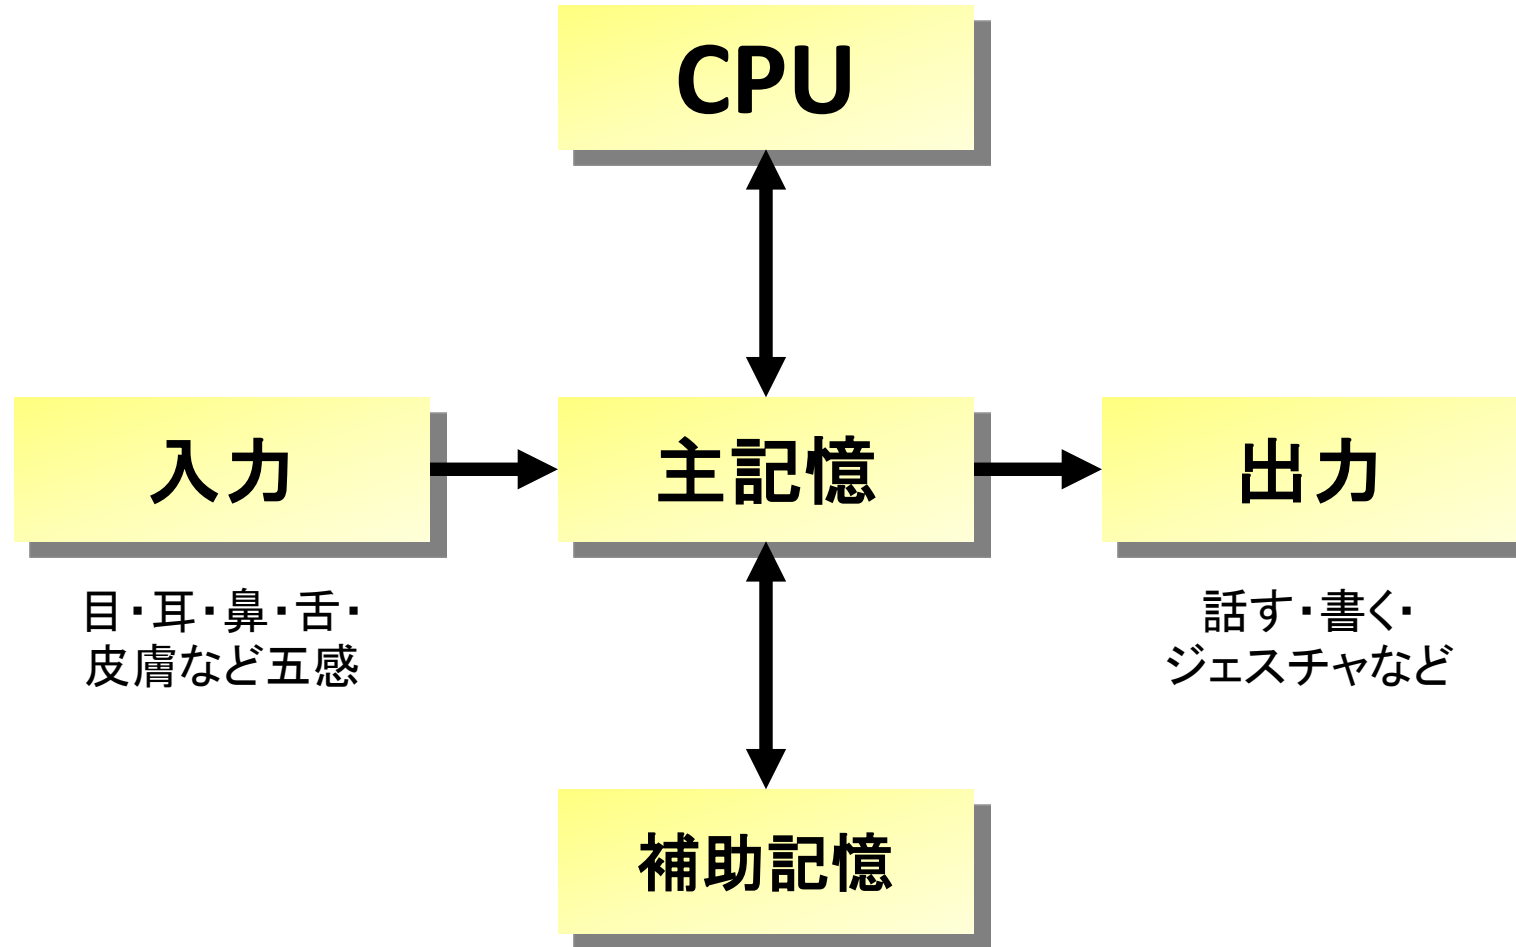 CPU
入力
主記憶
出力
目・耳・鼻・舌・
皮膚など五感
話す・書く・
ジェスチャなど
補助記憶